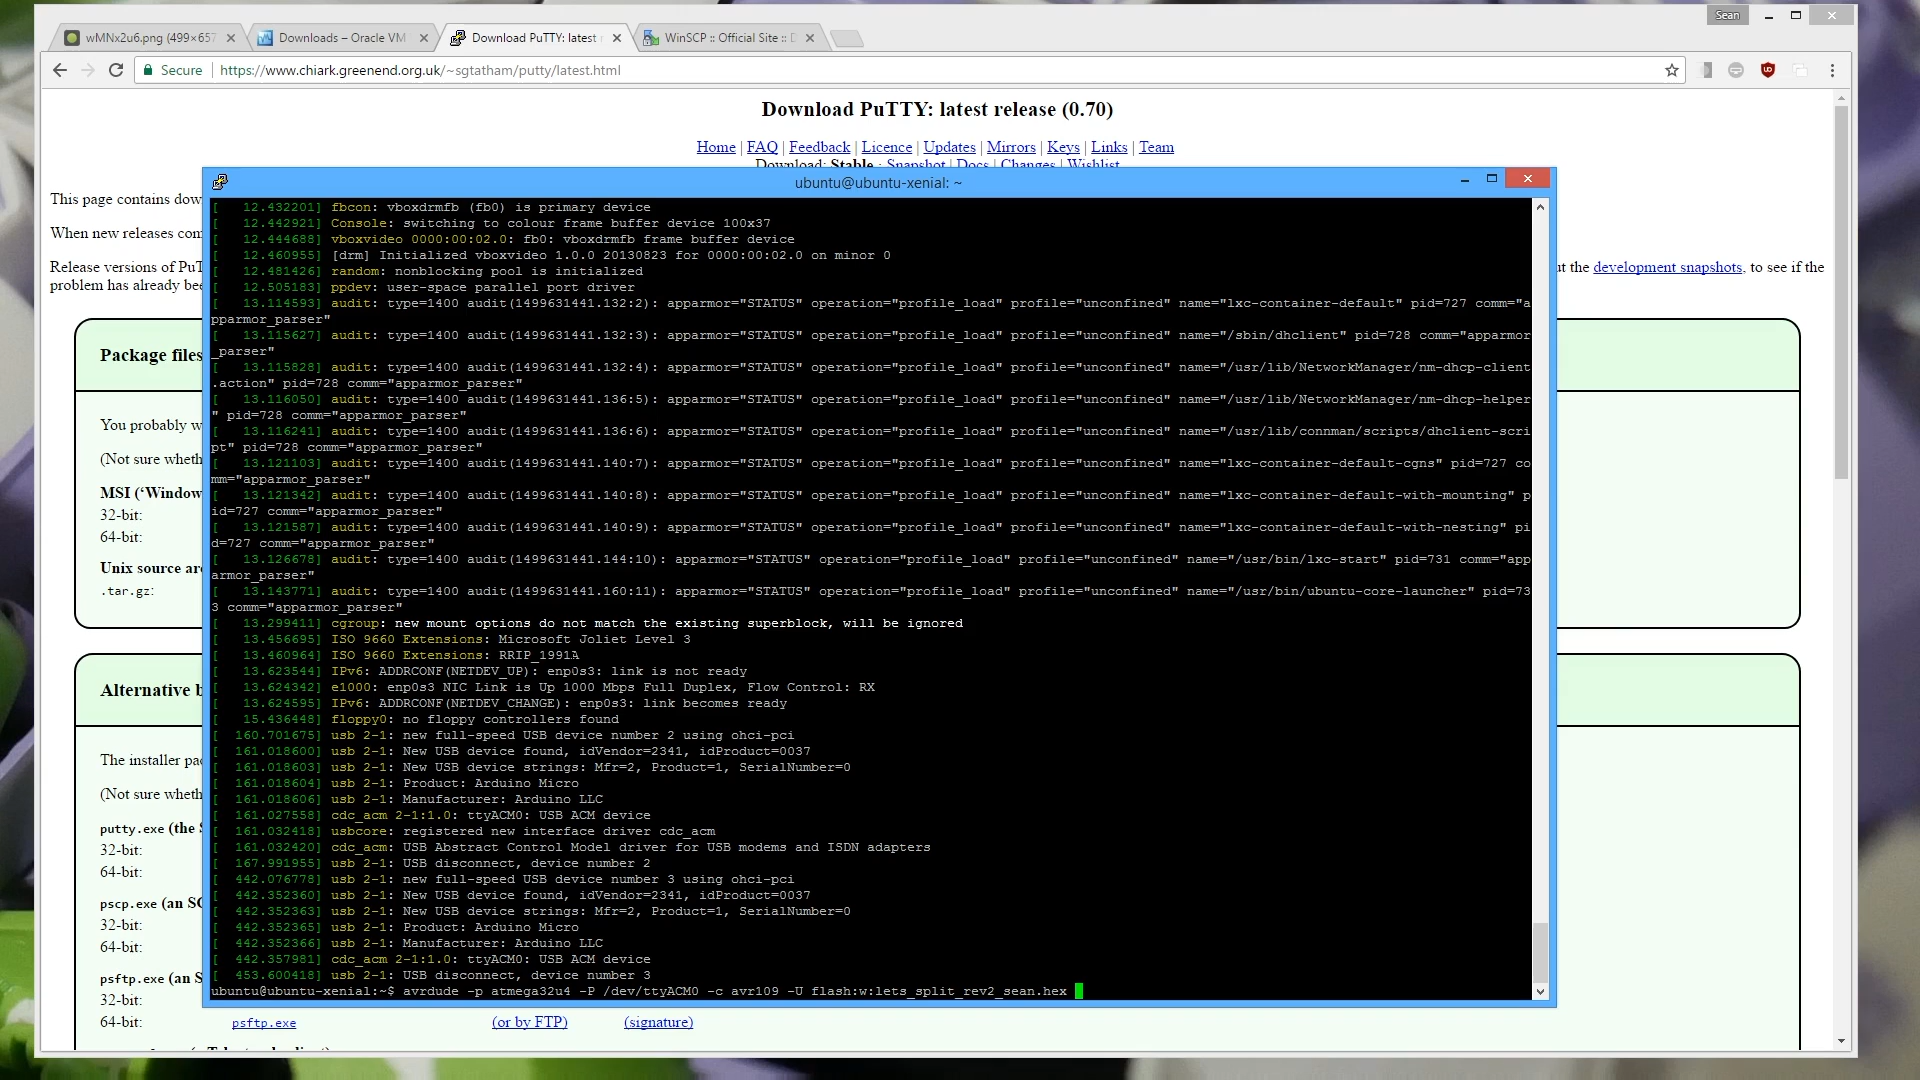 Sean
wMNx2u6.png (499×657
Downloads – Oracle VM
Download PuTTY: latest
WinSCP :: Official Site :: D
Secure
https://www.chiark.greenend.org.uk/~sgtatham/putty/latest.html
Download PuTTY: latest release (0.70)
Home | FAQ | Feedback | Licence | Updates | Mirrors | Keys | Links | Team
Download: Stable · Snapshot | Docs | Changes | Wishlist
This page contains dow
When new releases com
Release versions of PuT
ut the development snapshots, to see if the
problem has already bee
Package files
You probably w
(Not sure wheth
MSI (‘Window
32-bit:
64-bit:
Unix source ar
.tar.gz:
Alternative b
The installer pac
(Not sure wheth
putty.exe (the S
32-bit:
64-bit:
pscp.exe (an SC
32-bit:
64-bit:
psftp.exe (an S
32-bit:
64-bit: psftp.exe (or by FTP) (signature)
ubuntu@ubuntu-xenial: ~
[   12.432201] fbcon: vboxdrmfb (fb0) is primary device
[   12.442921] Console: switching to colour frame buffer device 100x37
[   12.444688] vboxvideo 0000:00:02.0: fb0: vboxdrmfb frame buffer device
[   12.460955] [drm] Initialized vboxvideo 1.0.0 20130823 for 0000:00:02.0 on minor 0
[   12.481426] random: nonblocking pool is initialized
[   12.505183] ppdev: user-space parallel port driver
[   13.114593] audit: type=1400 audit(1499631441.132:2): apparmor="STATUS" operation="profile_load" profile="unconfined" name="lxc-container-default" pid=727 comm="a
pparmor_parser"
[   13.115627] audit: type=1400 audit(1499631441.132:3): apparmor="STATUS" operation="profile_load" profile="unconfined" name="/sbin/dhclient" pid=728 comm="apparmor
_parser"
[   13.115828] audit: type=1400 audit(1499631441.132:4): apparmor="STATUS" operation="profile_load" profile="unconfined" name="/usr/lib/NetworkManager/nm-dhcp-client
.action" pid=728 comm="apparmor_parser"
[   13.116050] audit: type=1400 audit(1499631441.136:5): apparmor="STATUS" operation="profile_load" profile="unconfined" name="/usr/lib/NetworkManager/nm-dhcp-helper
" pid=728 comm="apparmor_parser"
[   13.116241] audit: type=1400 audit(1499631441.136:6): apparmor="STATUS" operation="profile_load" profile="unconfined" name="/usr/lib/connman/scripts/dhclient-scri
pt" pid=728 comm="apparmor_parser"
[   13.121103] audit: type=1400 audit(1499631441.140:7): apparmor="STATUS" operation="profile_load" profile="unconfined" name="lxc-container-default-cgns" pid=727 co
mm="apparmor_parser"
[   13.121342] audit: type=1400 audit(1499631441.140:8): apparmor="STATUS" operation="profile_load" profile="unconfined" name="lxc-container-default-with-mounting" p
id=727 comm="apparmor_parser"
[   13.121587] audit: type=1400 audit(1499631441.140:9): apparmor="STATUS" operation="profile_load" profile="unconfined" name="lxc-container-default-with-nesting" pi
d=727 comm="apparmor_parser"
[   13.126678] audit: type=1400 audit(1499631441.144:10): apparmor="STATUS" operation="profile_load" profile="unconfined" name="/usr/bin/lxc-start" pid=731 comm="app
armor_parser"
[   13.143771] audit: type=1400 audit(1499631441.160:11): apparmor="STATUS" operation="profile_load" profile="unconfined" name="/usr/bin/ubuntu-core-launcher" pid=73
3 comm="apparmor_parser"
[   13.299411] cgroup: new mount options do not match the existing superblock, will be ignored
[   13.456695] ISO 9660 Extensions: Microsoft Joliet Level 3
[   13.460964] ISO 9660 Extensions: RRIP_1991A
[   13.623544] IPv6: ADDRCONF(NETDEV_UP): enp0s3: link is not ready
[   13.624342] e1000: enp0s3 NIC Link is Up 1000 Mbps Full Duplex, Flow Control: RX
[   13.624595] IPv6: ADDRCONF(NETDEV_CHANGE): enp0s3: link becomes ready
[   15.436448] floppy0: no floppy controllers found
[  160.701675] usb 2-1: new full-speed USB device number 2 using ohci-pci
[  161.018600] usb 2-1: New USB device found, idVendor=2341, idProduct=0037
[  161.018603] usb 2-1: New USB device strings: Mfr=2, Product=1, SerialNumber=0
[  161.018604] usb 2-1: Product: Arduino Micro
[  161.018606] usb 2-1: Manufacturer: Arduino LLC
[  161.027558] cdc_acm 2-1:1.0: ttyACM0: USB ACM device
[  161.032418] usbcore: registered new interface driver cdc_acm
[  161.032420] cdc_acm: USB Abstract Control Model driver for USB modems and ISDN adapters
[  167.991955] usb 2-1: USB disconnect, device number 2
[  442.076778] usb 2-1: new full-speed USB device number 3 using ohci-pci
[  442.352360] usb 2-1: New USB device found, idVendor=2341, idProduct=0037
[  442.352363] usb 2-1: New USB device strings: Mfr=2, Product=1, SerialNumber=0
[  442.352365] usb 2-1: Product: Arduino Micro
[  442.352366] usb 2-1: Manufacturer: Arduino LLC
[  442.357981] cdc_acm 2-1:1.0: ttyACM0: USB ACM device
[  453.600418] usb 2-1: USB disconnect, device number 3
ubuntu@ubuntu-xenial:~$ avrdude -p atmega32u4 -P /dev/ttyACM0 -c avr109 -U flash:w:lets_split_rev2_sean.hex